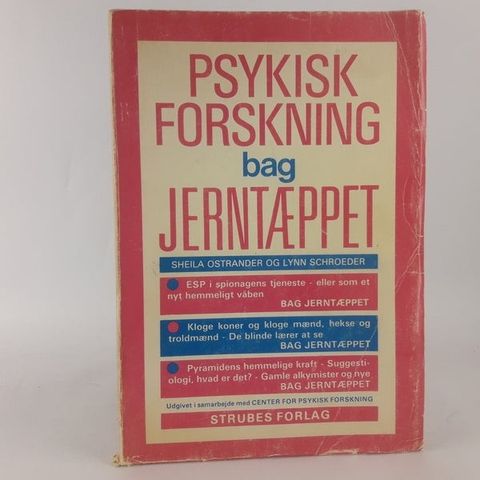 PSYKISK
FORSKNING
bag
JERNTÆPPET
SHEILA OSTRANDER OG LYNN SCHROEDER
ESP i spionagens tjeneste - eller som et
nyt hemmeligt våben
BAG JERNTÆPPET
Kloge koner og kloge mænd, hekse og
troldmænd - De blinde lærer at se
BAG JERNTÆPPET
Pyramidens hemmelige kraft - Suggesti-
ologi, hvad er det? - Gamle alkymister og nye
BAG JERNTÆPPET
Udgivet i samarbejde med CENTER FOR PSYKISK FORSKNING
STRUBES FORLAG